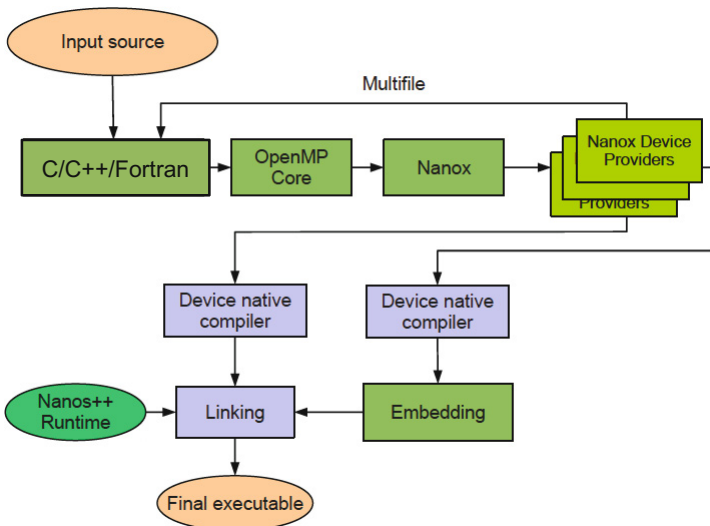 Input source
Multifile
C/C++/Fortran
OpenMP
Core
Nanox
Nanox Device
Providers
Providers
Device native
compiler
Device native
compiler
Nanos++
Runtime
Linking
Embedding
Final executable